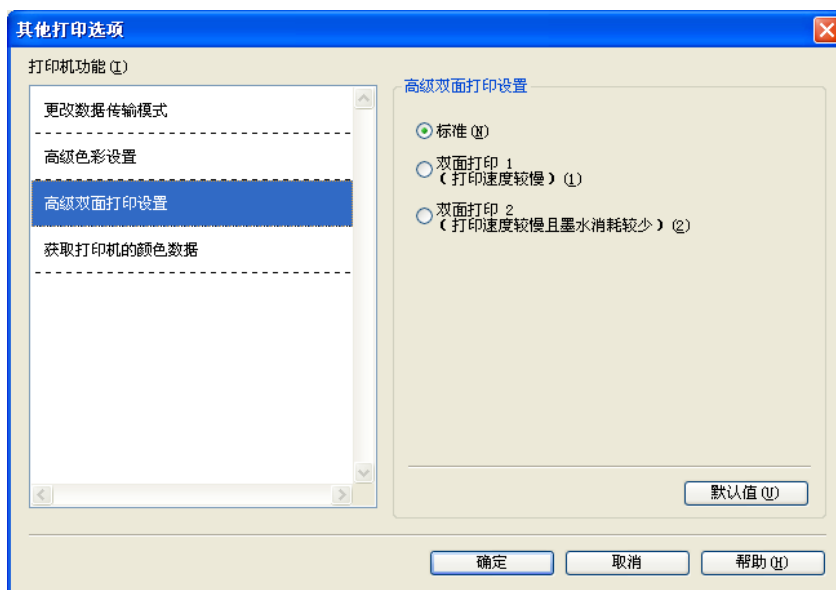 其他打印选项
打印机功能(I)
更改数据传输模式
高级色彩设置
高级双面打印设置
获取打印机的颜色数据
高级双面打印设置
标准(N)
双面打印 1
(打印速度较慢)(1)
双面打印 2
(打印速度较慢且墨水消耗较少)(2)
默认值(U)
确定
取消
帮助(H)